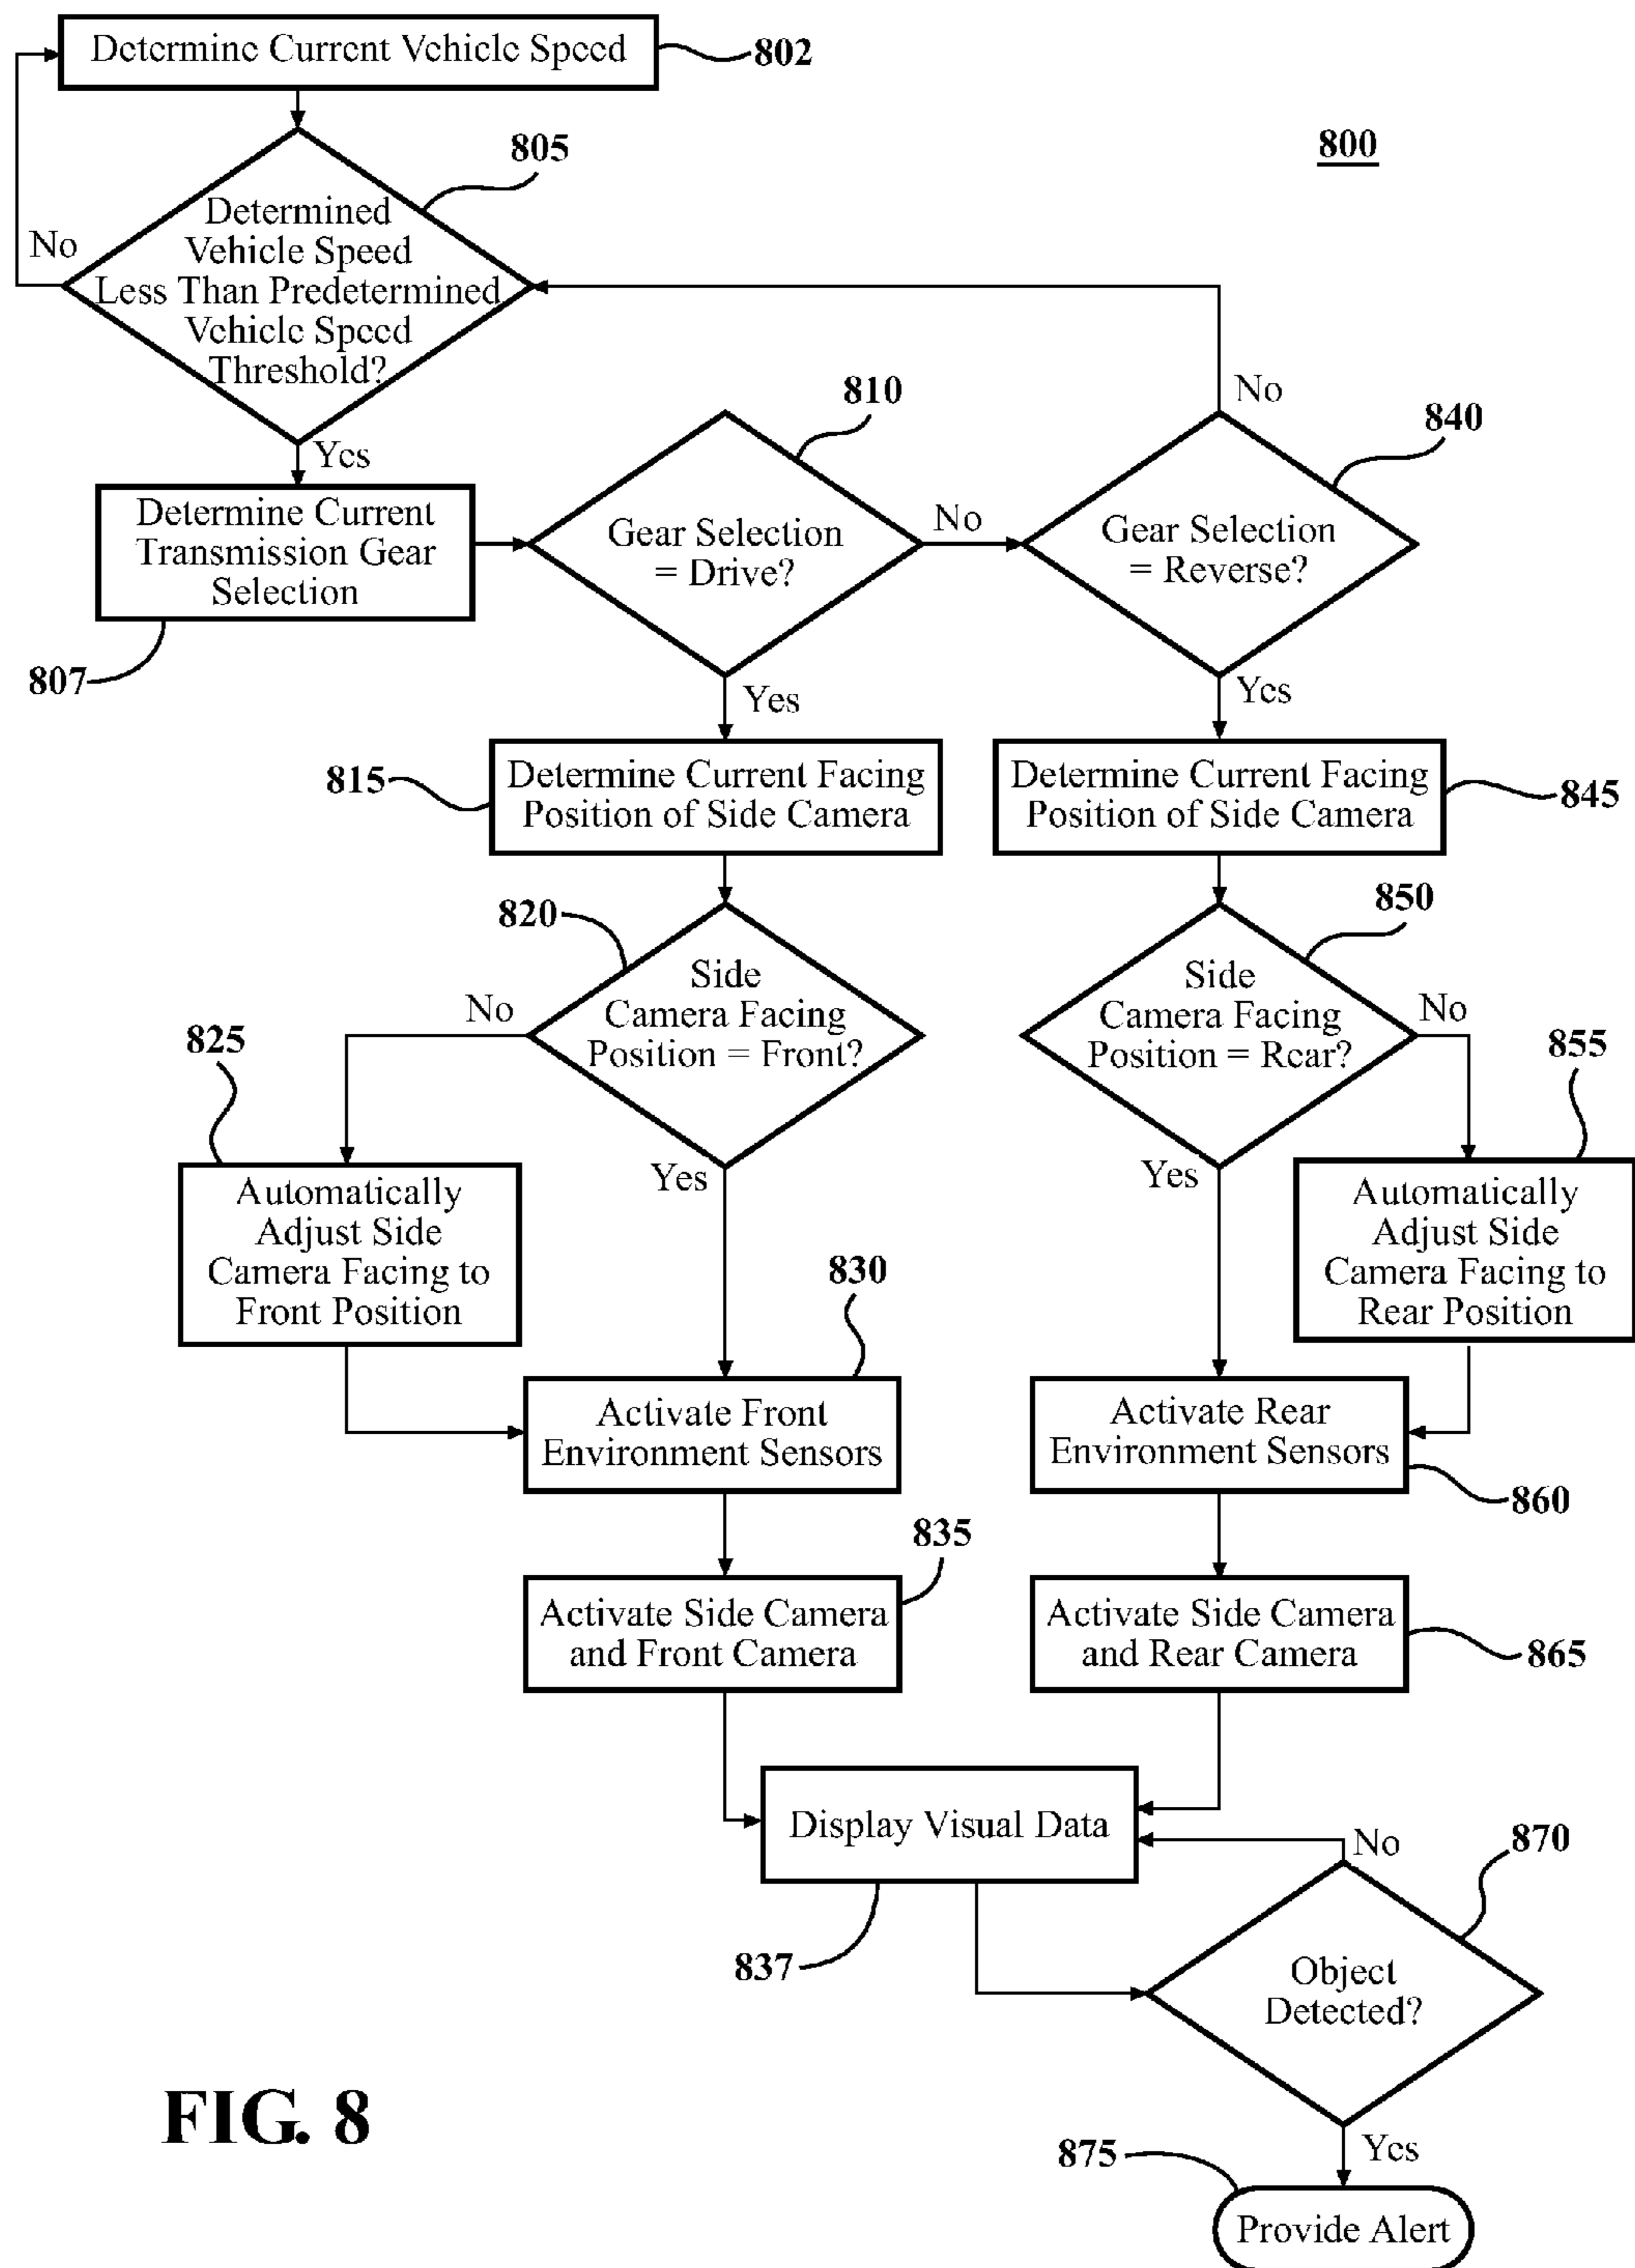 Determine Current Vehicle Speed
802
800
805
Determined
Vehicle Speed
Less Than Predetermined
Vehicle Speed
Threshold?
No
Yes
810
No
840
Determine Current
Transmission Gear
Selection
807
Gear Selection
= Drive?
No
Gear Selection
= Reverse?
Yes
Yes
815
Determine Current Facing
Position of Side Camera
Determine Current Facing
Position of Side Camera
845
820
Side
Camera Facing
Position = Front?
No
Yes
850
Side
Camera Facing
Position = Rear?
No
Yes
825
Automatically
Adjust Side
Camera Facing to
Front Position
855
Automatically
Adjust Side
Camera Facing to
Rear Position
830
Activate Front
Environment Sensors
Activate Rear
Environment Sensors
860
835
Activate Side Camera
and Front Camera
Activate Side Camera
and Rear Camera
865
Display Visual Data
837
No
870
Object
Detected?
Yes
875
Provide Alert
FIG. 8